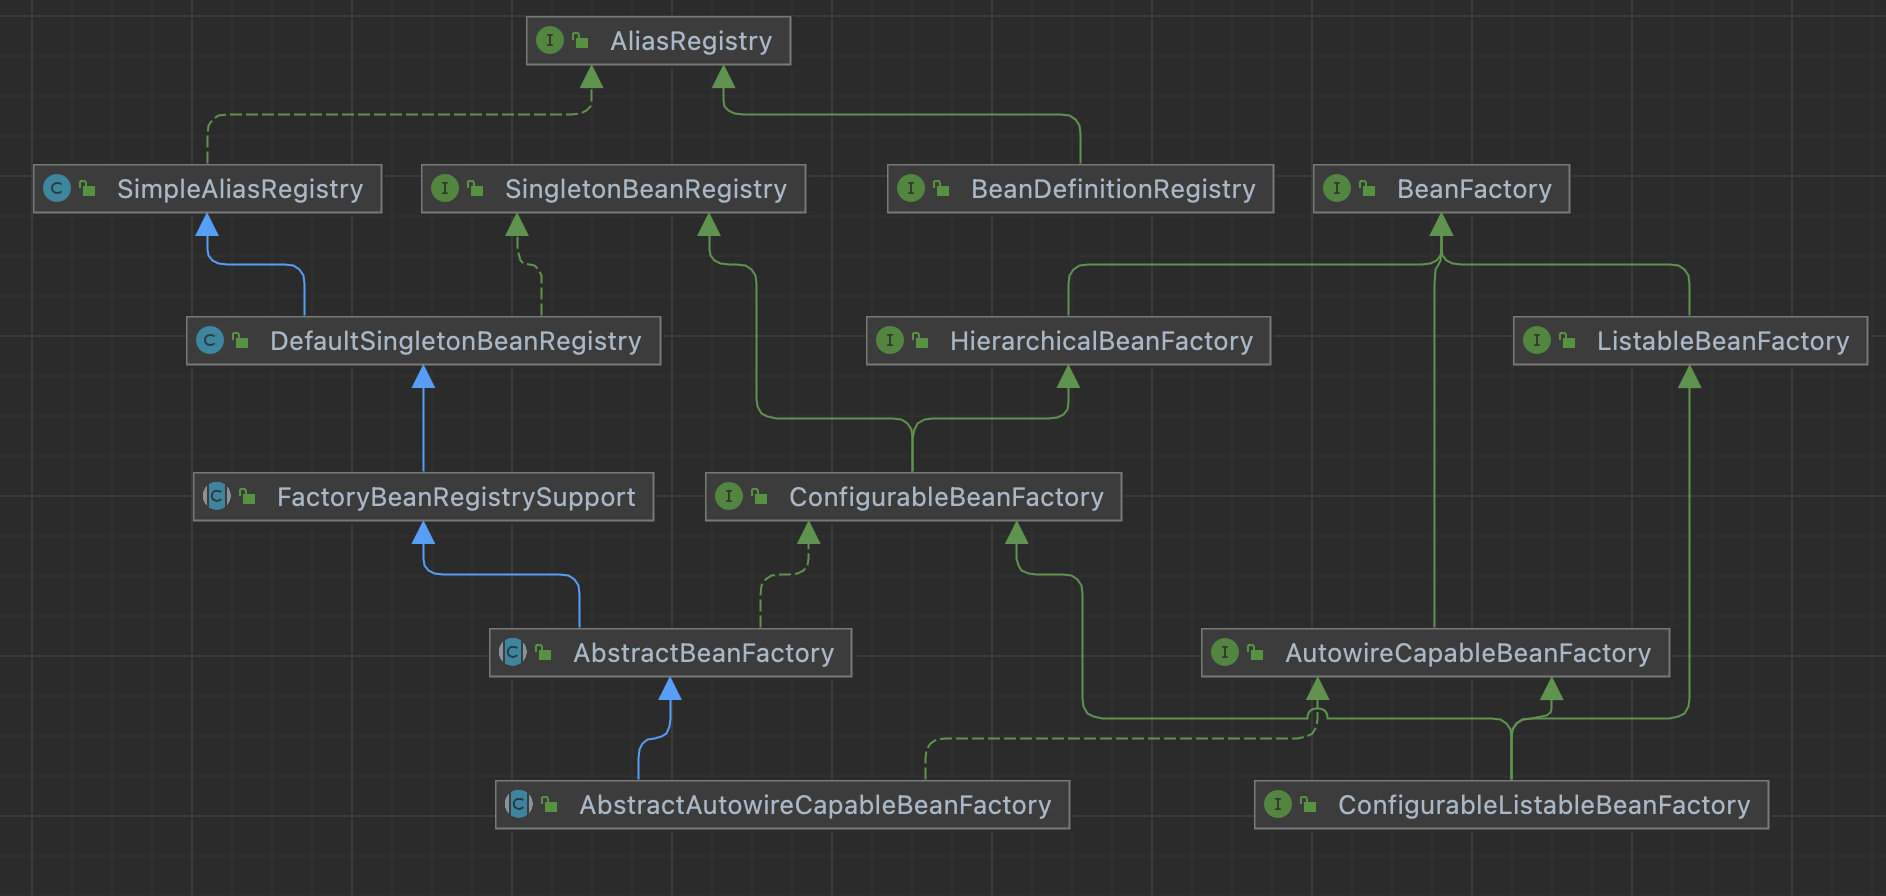 AliasRegistry
SimpleAliasRegistry
SingletonBeanRegistry
BeanDefinitionRegistry
BeanFactory
DefaultSingletonBeanRegistry
HierarchicalBeanFactory
ListableBeanFactory
FactoryBeanRegistrySupport
ConfigurableBeanFactory
AbstractBeanFactory
AutowireCapableBeanFactory
AbstractAutowireCapableBeanFactory
ConfigurableListableBeanFactory